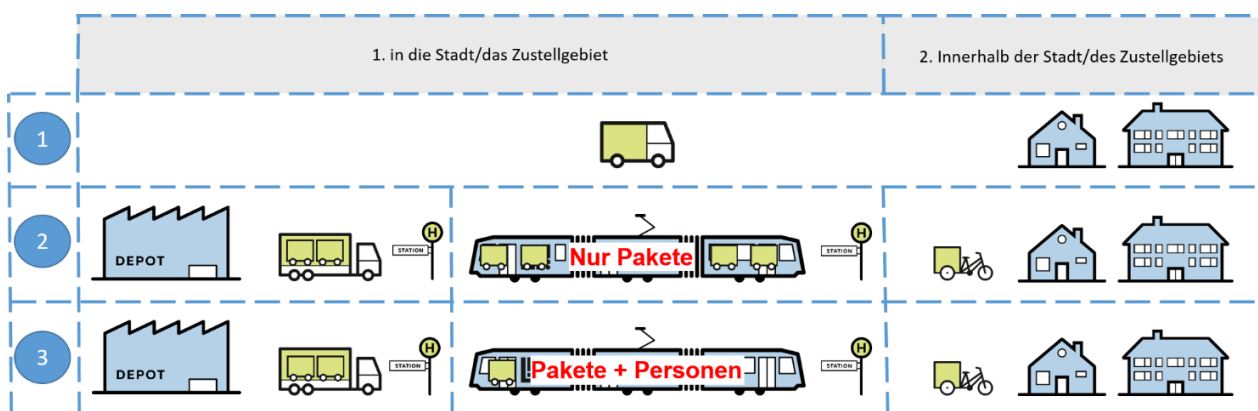 1. in die Stadt/das Zustellgebiet
2. Innerhalb der Stadt/des Zustellgebiets
1
2
DEPOT
STATION
H
Nur Pakete
H
3
DEPOT
STATION
H
Pakete + Personen
STATION
H